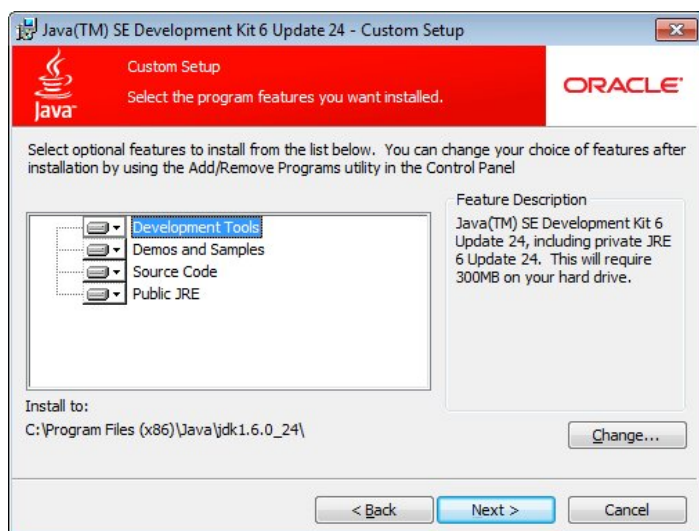 Java(TM) SE Development Kit 6 Update 24 - Custom Setup
Java™
Custom Setup
Select the program features you want installed.
ORACLE®
Select optional features to install from the list below. You can change your choice of features after
installation by using the Add/Remove Programs utility in the Control Panel
Development Tools
Demos and Samples
Source Code
Public JRE
Feature Description
Java(TM) SE Development Kit 6
Update 24, including private JRE
6 Update 24. This will require
300MB on your hard drive.
Install to:
C:\Program Files (x86)\Java\jdk1.6.0_24\
Change...
< Back
Next >
Cancel